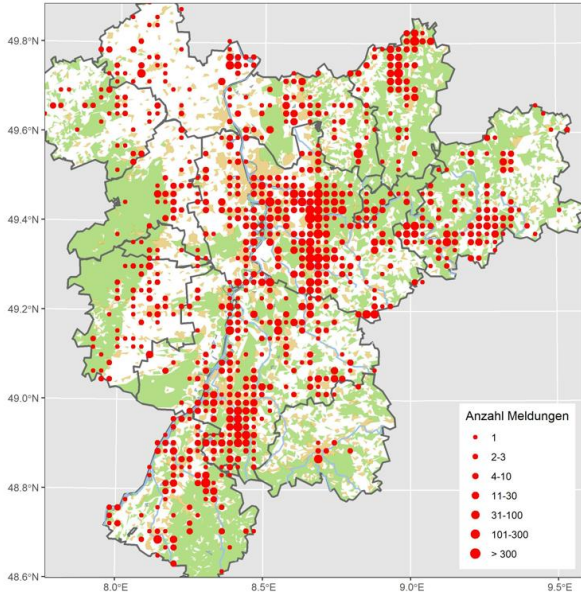 49.8°N
49.6°N
49.4°N
49.2°N
49.0°N
48.8°N
48.6°N
Anzahl Meldungen
1
2-3
4-10
11-30
31-100
101-300
> 300
8.0°E
8.5°E
9.0°E
9.5°E